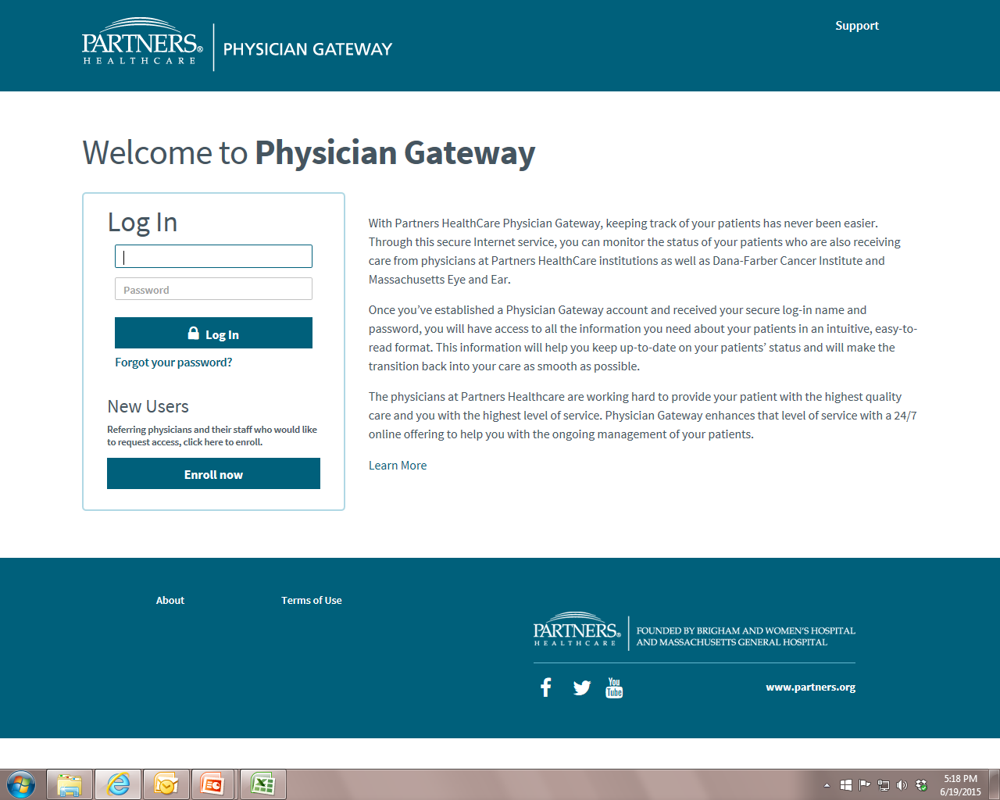 PARTNERS®
HEALTHCARE
PHYSICIAN GATEWAY
Support
Welcome to Physician Gateway
Log In
Password
Log In
Forgot your password?
New Users
Referring physicians and their staff who would like
to request access, click here to enroll.
Enroll now
With Partners HealthCare Physician Gateway, keeping track of your patients has never been easier.
Through this secure Internet service, you can monitor the status of your patients who are also receiving
care from physicians at Partners HealthCare institutions as well as Dana-Farber Cancer Institute and
Massachusetts Eye and Ear.
Once you’ve established a Physician Gateway account and received your secure log-in name and
password, you will have access to all the information you need about your patients in an intuitive, easy-to-
read format. This information will help you keep up-to-date on your patients’ status and will make the
transition back into your care as smooth as possible.
The physicians at Partners Healthcare are working hard to provide your patient with the highest quality
care and you with the highest level of service. Physician Gateway enhances that level of service with a 24/7
online offering to help you with the ongoing management of your patients.
Learn More
About
Terms of Use
PARTNERS®
HEALTHCARE
FOUNDED BY BRIGHAM AND WOMEN’S HOSPITAL
AND MASSACHUSETTS GENERAL HOSPITAL
You
Tube
www.partners.org
5:18 PM
6/19/2015